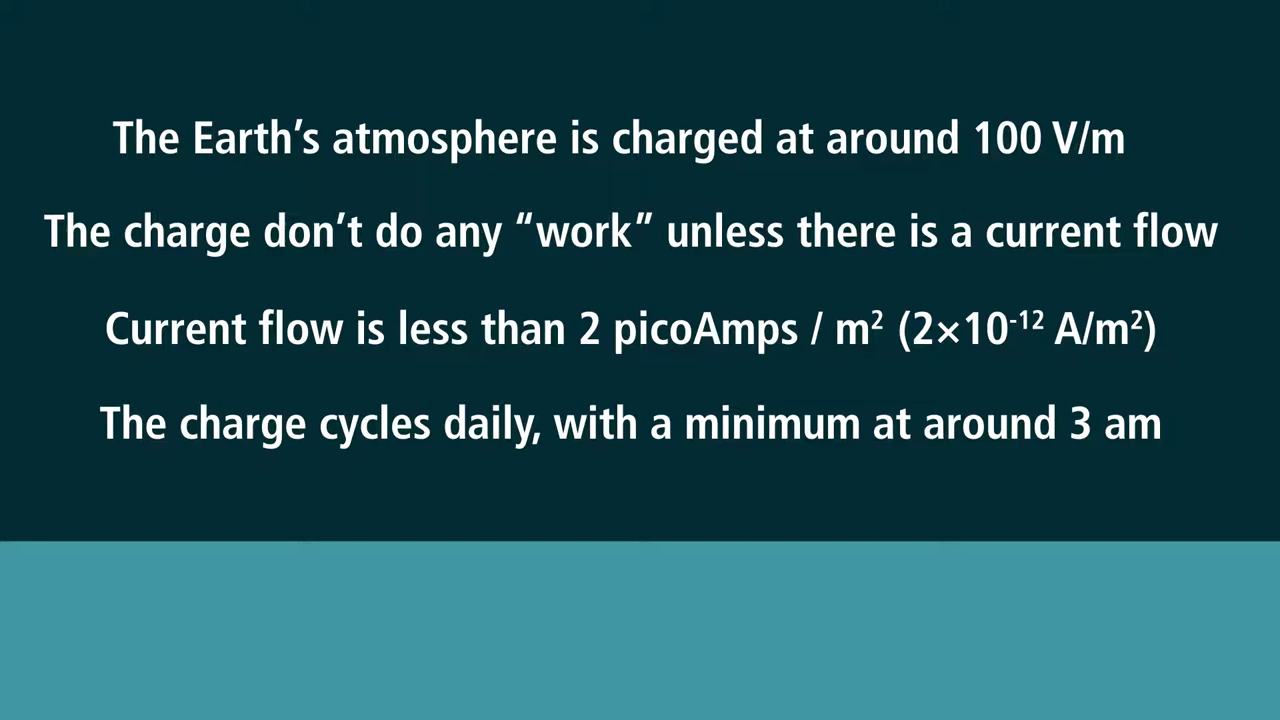 The Earth’s atmosphere is charged at around 100 V/m
The charge don’t do any “work” unless there is a current flow
Current flow is less than 2 picoAmps / m² (2×10⁻¹² A/m²)
The charge cycles daily, with a minimum at around 3 am